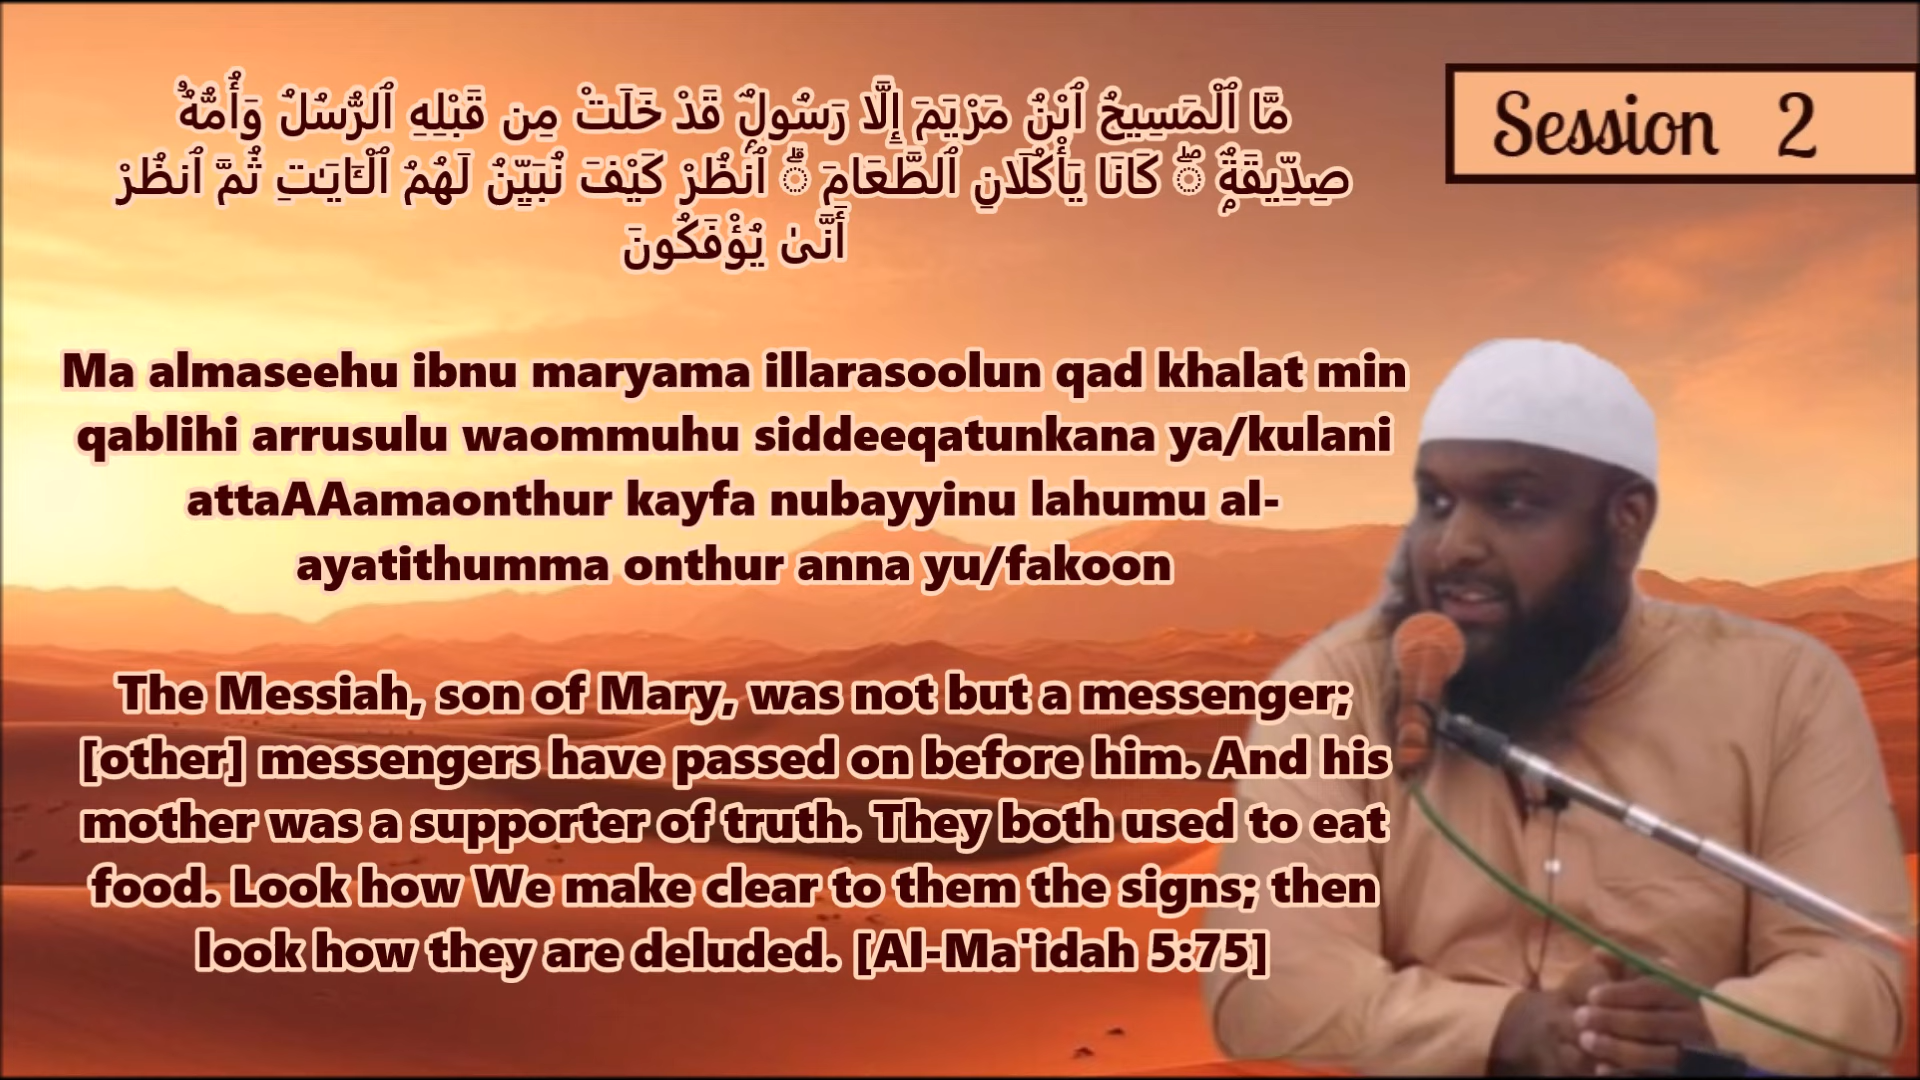 مَّا ٱلْمَسِيحُ ٱبْنُ مَرْيَمَ إِلَّا رَسُولٌ قَدْ خَلَتْ مِن قَبْلِهِ ٱلرُّسُلُ وَأُمُّهُۥ
صِدِّيقَةٌ ۖ كَانَا يَأْكُلَانِ ٱلطَّعَامَ ۗ ٱنظُرْ كَيْفَ نُبَيِّنُ لَهُمُ ٱلْـَٔايَـٰتِ ثُمَّ ٱنظُرْ
أَنَّىٰ يُؤْفَكُونَ
Session 2
Ma almaseehu ibnu maryama illarasoolun qad khalat min
qablihi arrusulu waommuhu siddeeqatunkana ya/kulani
attaAAamaonthur kayfa nubayyinu lahumu al-
ayatithumma onthur anna yu/fakoon
The Messiah, son of Mary, was not but a messenger;
[other] messengers have passed on before him. And his
mother was a supporter of truth. They both used to eat
food. Look how We make clear to them the signs; then
look how they are deluded. [Al-Ma'idah 5:75]